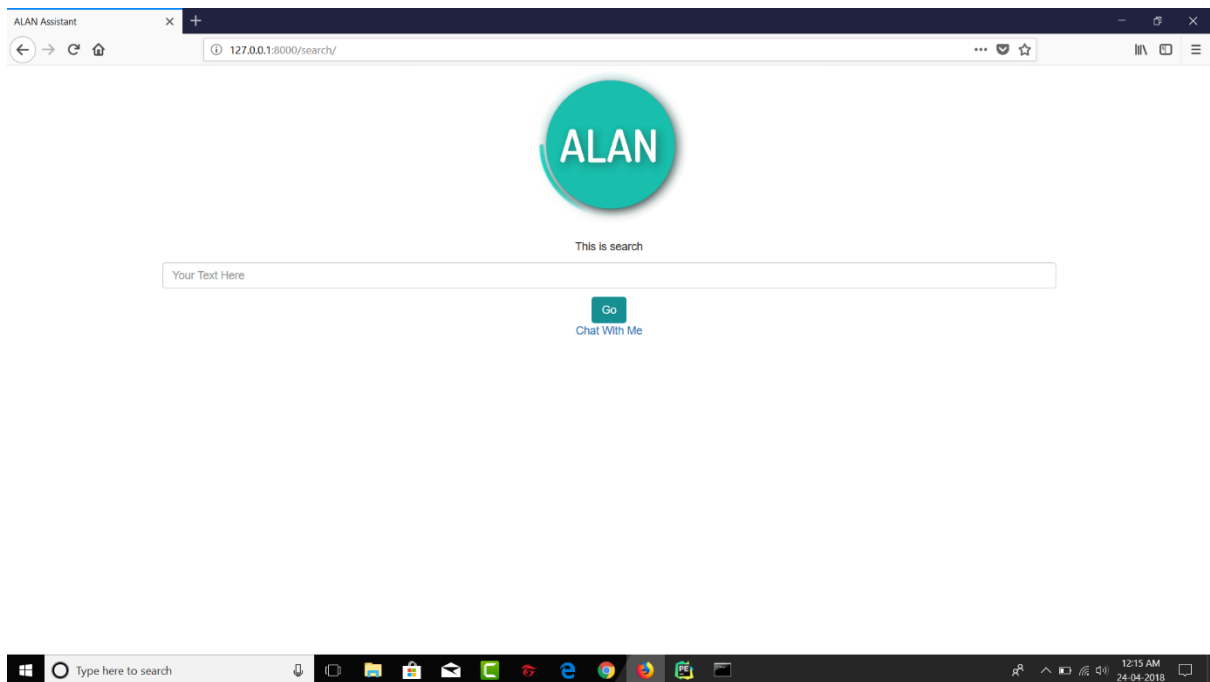 ALAN Assistant
127.0.0.1:8000/search/
ALAN
This is search
Your Text Here
Go
Chat With Me
Type here to search
PE
12:15 AM
24-04-2018